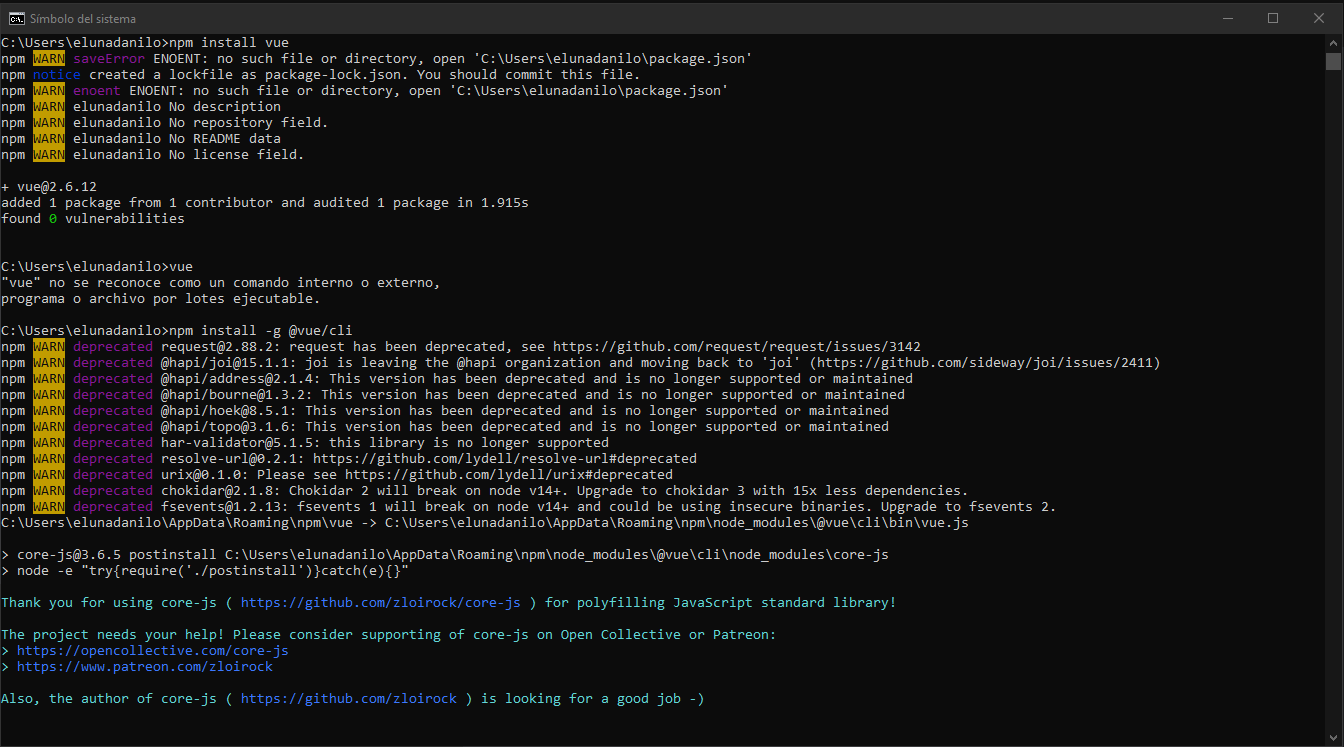 Símbolo del sistema
C:\Users\elunadanilo>npm install vue
npm WARN saveError ENOENT: no such file or directory, open 'C:\Users\elunadanilo\package.json'
npm notice created a lockfile as package-lock.json. You should commit this file.
npm WARN enoent ENOENT: no such file or directory, open 'C:\Users\elunadanilo\package.json'
npm WARN elunadanilo No description
npm WARN elunadanilo No repository field.
npm WARN elunadanilo No README data
npm WARN elunadanilo No license field.
+ vue@2.6.12
added 1 package from 1 contributor and audited 1 package in 1.915s
found 0 vulnerabilities
C:\Users\elunadanilo>vue
"vue" no se reconoce como un comando interno o externo,
programa o archivo por lotes ejecutable.
C:\Users\elunadanilo>npm install -g @vue/cli
npm WARN deprecated request@2.88.2: request has been deprecated, see https://github.com/request/request/issues/3142
npm WARN deprecated @hapi/joi@15.1.1: joi is leaving the @hapi organization and moving back to 'joi' (https://github.com/sideway/joi/issues/2411)
npm WARN deprecated @hapi/address@2.1.4: This version has been deprecated and is no longer supported or maintained
npm WARN deprecated @hapi/bourne@1.3.2: This version has been deprecated and is no longer supported or maintained
npm WARN deprecated @hapi/hoek@8.5.1: This version has been deprecated and is no longer supported or maintained
npm WARN deprecated @hapi/topo@3.1.6: This version has been deprecated and is no longer supported or maintained
npm WARN deprecated har-validator@5.1.5: this library is no longer supported
npm WARN deprecated resolve-url@0.2.1: https://github.com/lydell/resolve-url#deprecated
npm WARN deprecated urix@0.1.0: Please see https://github.com/lydell/urix#deprecated
npm WARN deprecated chokidar@2.1.8: Chokidar 2 will break on node v14+. Upgrade to chokidar 3 with 15x less dependencies.
npm WARN deprecated fsevents@1.2.13: fsevents 1 will break on node v14+ and could be using insecure binaries. Upgrade to fsevents 2.
C:\Users\elunadanilo\AppData\Roaming\npm\vue -> C:\Users\elunadanilo\AppData\Roaming\npm\node_modules\@vue\cli\bin\vue.js
> core-js@3.6.5 postinstall C:\Users\elunadanilo\AppData\Roaming\npm\node_modules\@vue\cli\node_modules\core-js
> node -e "try{require('./postinstall')}catch(e){}"
Thank you for using core-js ( https://github.com/zloirock/core-js ) for polyfilling JavaScript standard library!
The project needs your help! Please consider supporting of core-js on Open Collective or Patreon:
> https://opencollective.com/core-js
> https://www.patreon.com/zloirock
Also, the author of core-js ( https://github.com/zloirock ) is looking for a good job -)